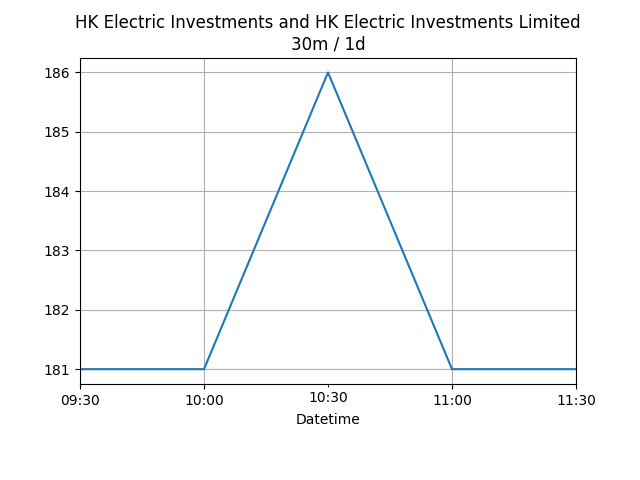 HK Electric Investments and HK Electric Investments Limited
30m / 1d
186
185
184
183
182
181
09:30 10:00 10:30 11:00 11:30
Datetime